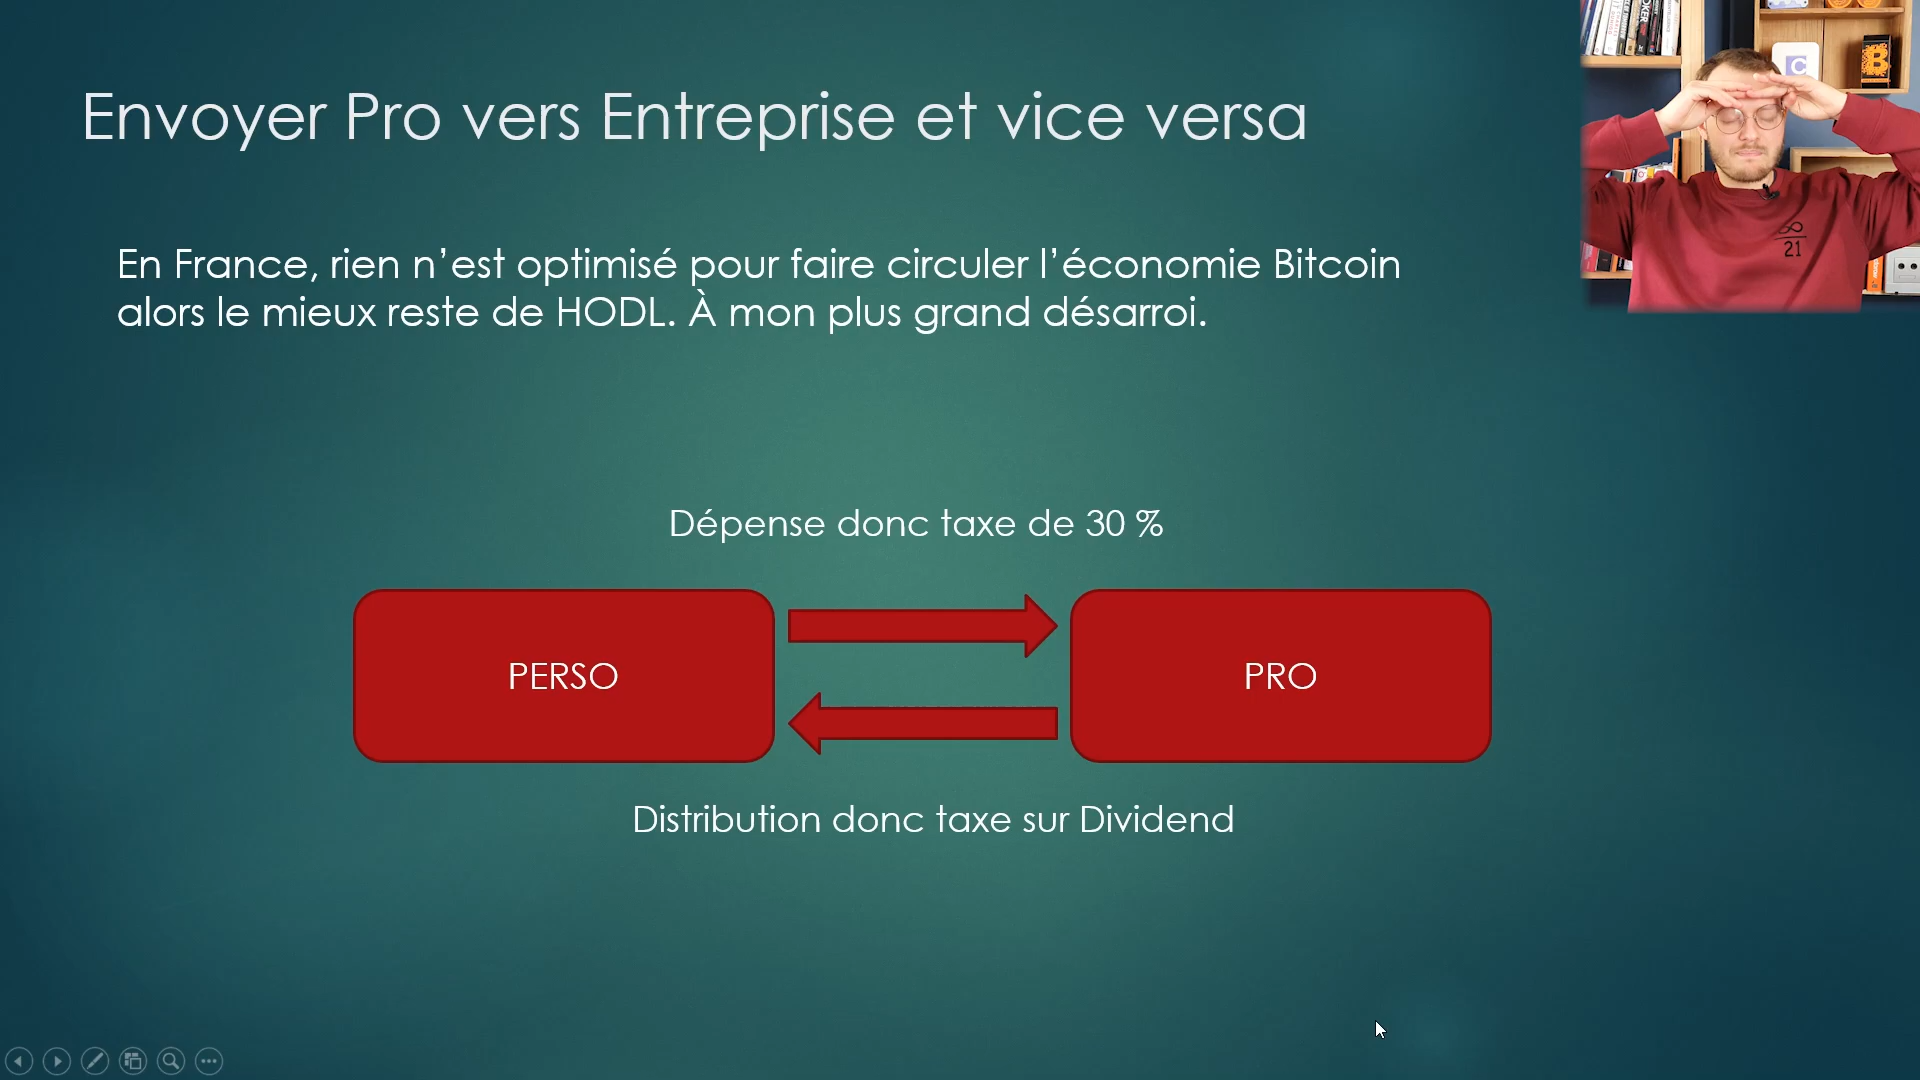 Envoyer Pro vers Entreprise et vice versa
En France, rien n’est optimisé pour faire circuler l’économie Bitcoin
alors le mieux reste de HODL. À mon plus grand désarroi.
Dépense donc taxe de 30 %
PERSO
PRO
Distribution donc taxe sur Dividend
∞
21
C
B